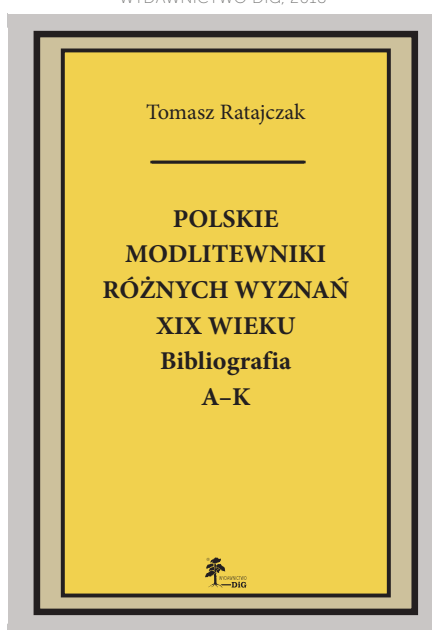 WYDAWNICTWO DiG, 2018
Tomasz Ratajczak
POLSKIE
MODLITEWNIKI
RÓŻNYCH WYZNAŃ
XIX WIEKU
Bibliografia
A–K
WYDAWNICTWO
DiG